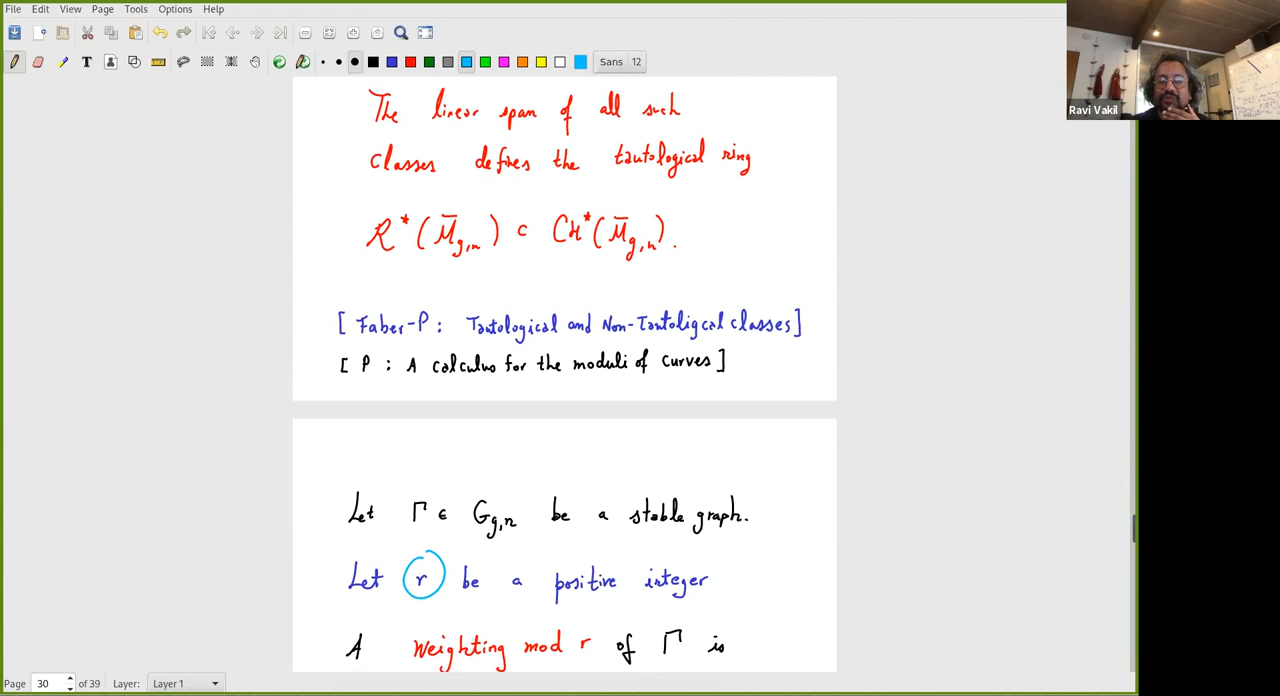 File Edit View Page Tools Options Help
Sans 12
Ravi Vakil
The linear span of all such
classes defines the tautological ring
R*(M̄g,n) ⊂ CH*(M̄g,n).
[Faber-P: Tautological and Non-Tautoligical classes]
[P: A calculus for the moduli of curves]
Let Γ ∈ Gg,n be a stable graph.
Let r be a positive integer
A Weighting mod r of Γ is
Page 30 of 39 Layer: Layer 1